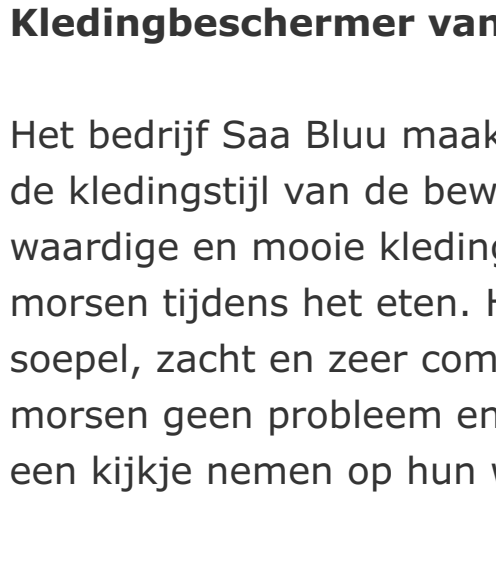 Kledingbeschermer van
Het bedrijf Saa Bluu maak
de kledingstijl van de bew
waardige en mooie kleding
morsen tijdens het eten. H
soepel, zacht en zeer com
morsen geen probleem en
een kijkje nemen op hun